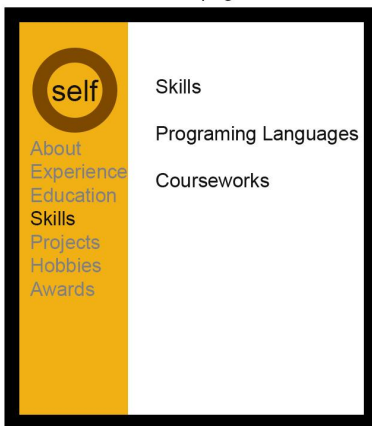 self
About
Experience
Education
Skills
Projects
Hobbies
Awards
Skills
Programing Languages
Courseworks